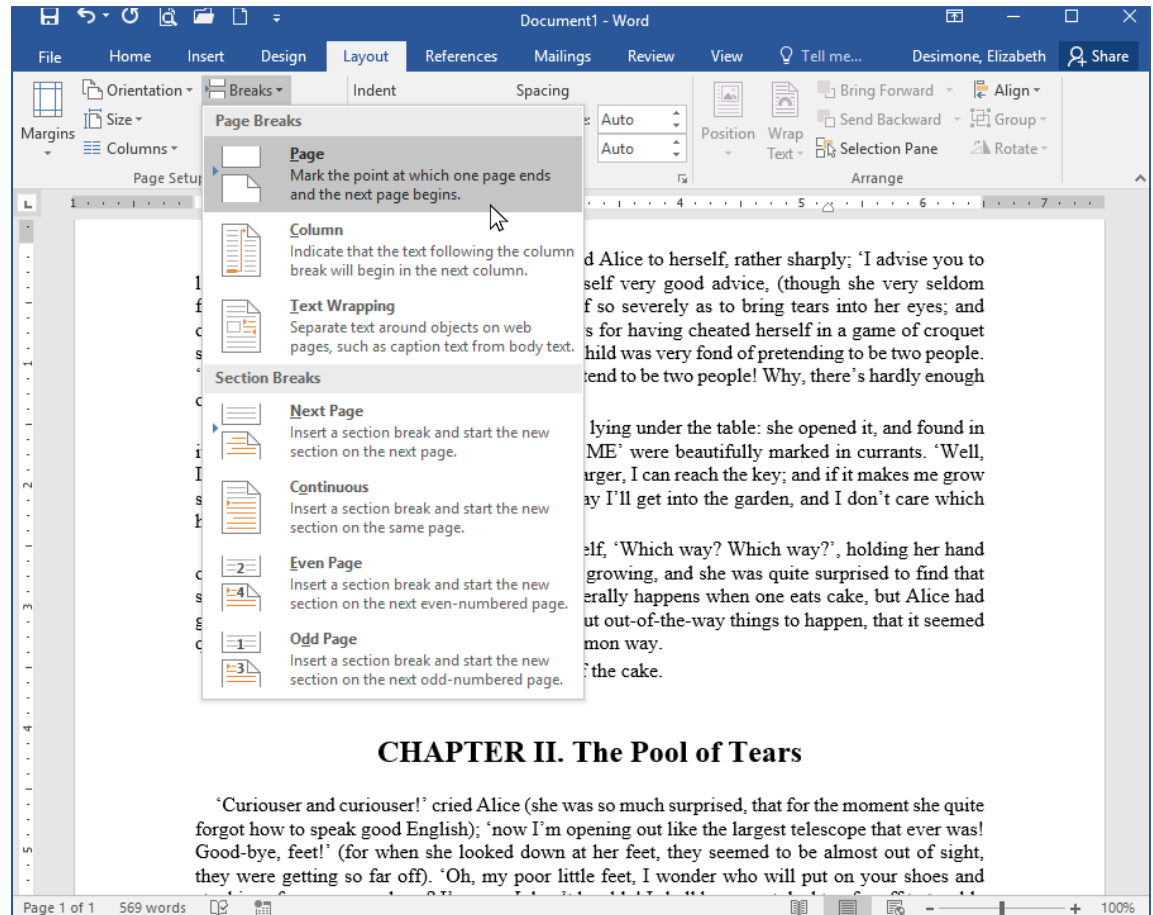 Document1 - Word
File Home Insert Design Layout References Mailings Review View Tell me... Desimone, Elizabeth Share
Margins
Orientation
Size
Columns
Breaks
Page Setu
Indent Spacing
Auto
Auto
Position
Wrap
Text
Bring Forward
Send Backward
Selection Pane
Align
Group
Rotate
Arrange
Page Breaks
Page
Mark the point at which one page ends
and the next page begins.
Column
Indicate that the text following the column
break will begin in the next column.
Text Wrapping
Separate text around objects on web
pages, such as caption text from body text.
Section Breaks
Next Page
Insert a section break and start the new
section on the next page.
Continuous
Insert a section break and start the new
section on the same page.
Even Page
Insert a section break and start the new
section on the next even-numbered page.
Odd Page
Insert a section break and start the new
section on the next odd-numbered page.
L 1 4 5 6 7
1
2
3
4
5
d Alice to herself, rather sharply; ‘I advise you to
self very good advice, (though she very seldom
f so severely as to bring tears into her eyes; and
s for having cheated herself in a game of croquet
hild was very fond of pretending to be two people.
tend to be two people! Why, there’s hardly enough
lying under the table: she opened it, and found in
ME’ were beautifully marked in currants. ‘Well,
arger, I can reach the key; and if it makes me grow
ay I’ll get into the garden, and I don’t care which
elf, ‘Which way? Which way?’, holding her hand
growing, and she was quite surprised to find that
erally happens when one eats cake, but Alice had
ut out-of-the-way things to happen, that it seemed
mon way.
f the cake.
CHAPTER II. The Pool of Tears
‘Curiouser and curiouser!’ cried Alice (she was so much surprised, that for the moment she quite
forgot how to speak good English); ‘now I’m opening out like the largest telescope that ever was!
Good-bye, feet!’ (for when she looked down at her feet, they seemed to be almost out of sight,
they were getting so far off). ‘Oh, my poor little feet, I wonder who will put on your shoes and
Page 1 of 1 569 words 100%